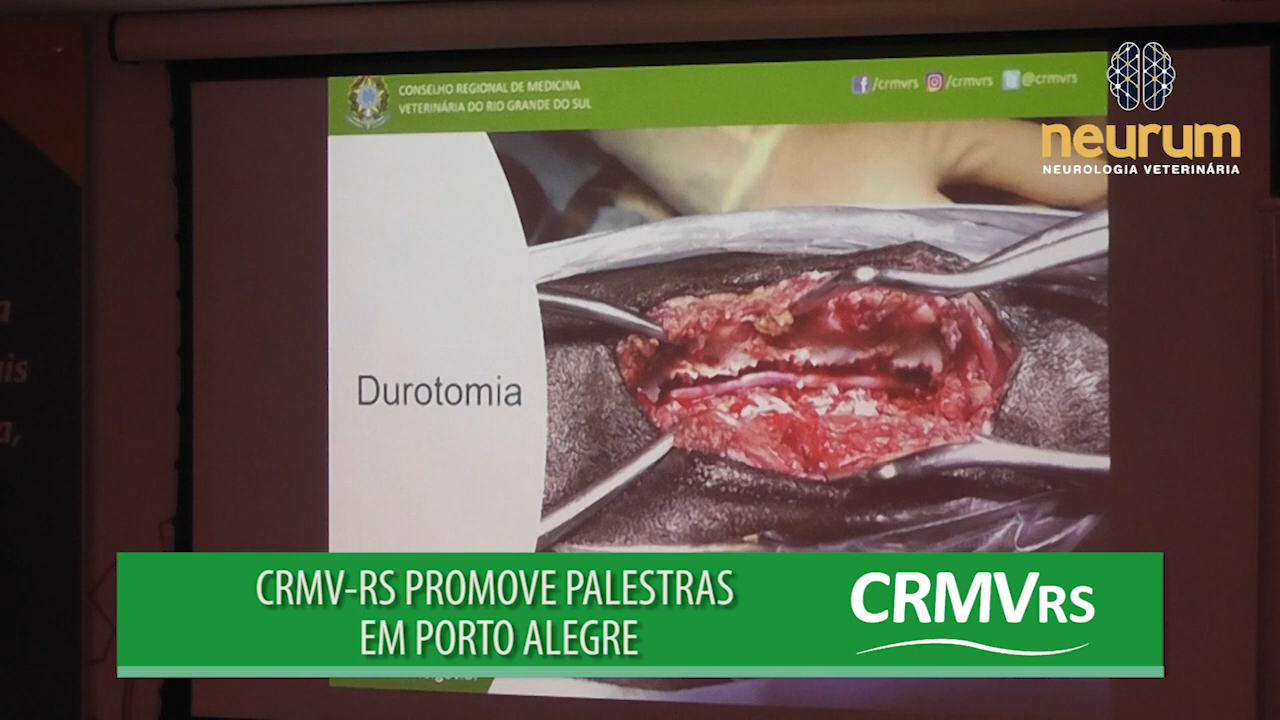 CONSELHO REGIONAL DE MEDICINA
VETERINÁRIA DO RIO GRANDE DO SUL
/crmvrs
/crmvrs
@crmvrs
neurum
NEUROLOGIA VETERINÁRIA
Durotomia
CRMV-RS PROMOVE PALESTRAS
EM PORTO ALEGRE
CRMVRS